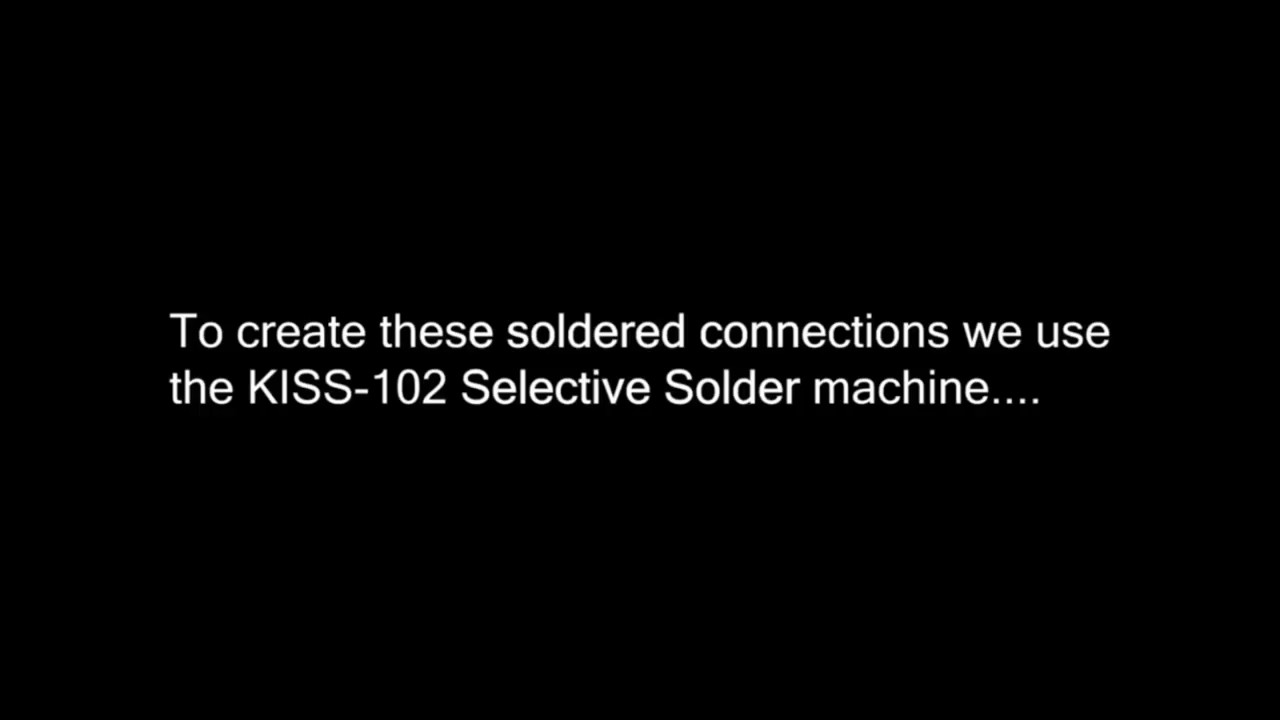 To create these soldered connections we use
the KISS-102 Selective Solder machine....